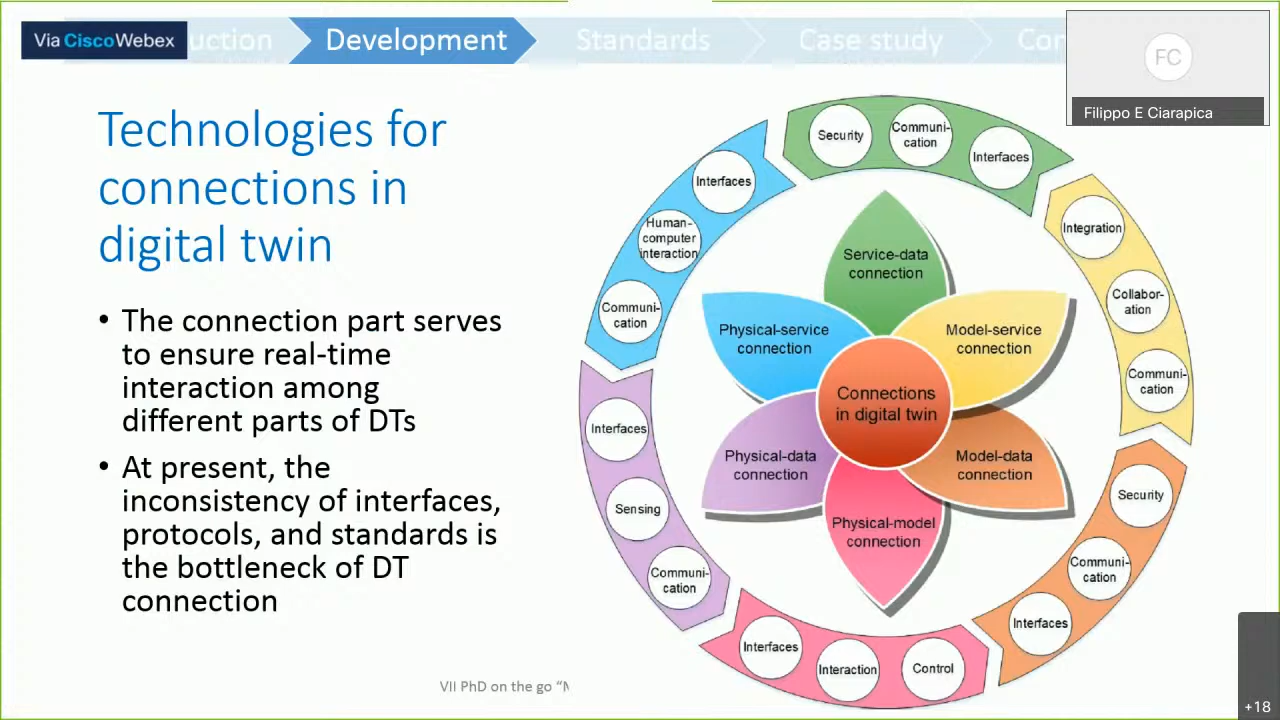 Via Cisco Webex
uction
Development
Standards
Case study
FC
Filippo E Ciarapica
Technologies for
connections in
digital twin
• The connection part serves
to ensure real-time
interaction among
different parts of DTs
• At present, the
inconsistency of interfaces,
protocols, and standards is
the bottleneck of DT
connection
Security
Communi-
cation
Interfaces
Integration
Collabor-
ation
Communi-
cation
Security
Communi-
cation
Interfaces
Control
Interaction
Interfaces
Communi-
cation
Sensing
Interfaces
Communi-
cation
Human-
computer
interaction
Interfaces
Service-data
connection
Model-service
connection
Model-data
connection
Physical-model
connection
Physical-data
connection
Physical-service
connection
Connections
in digital twin
VII PhD on the go “
+18